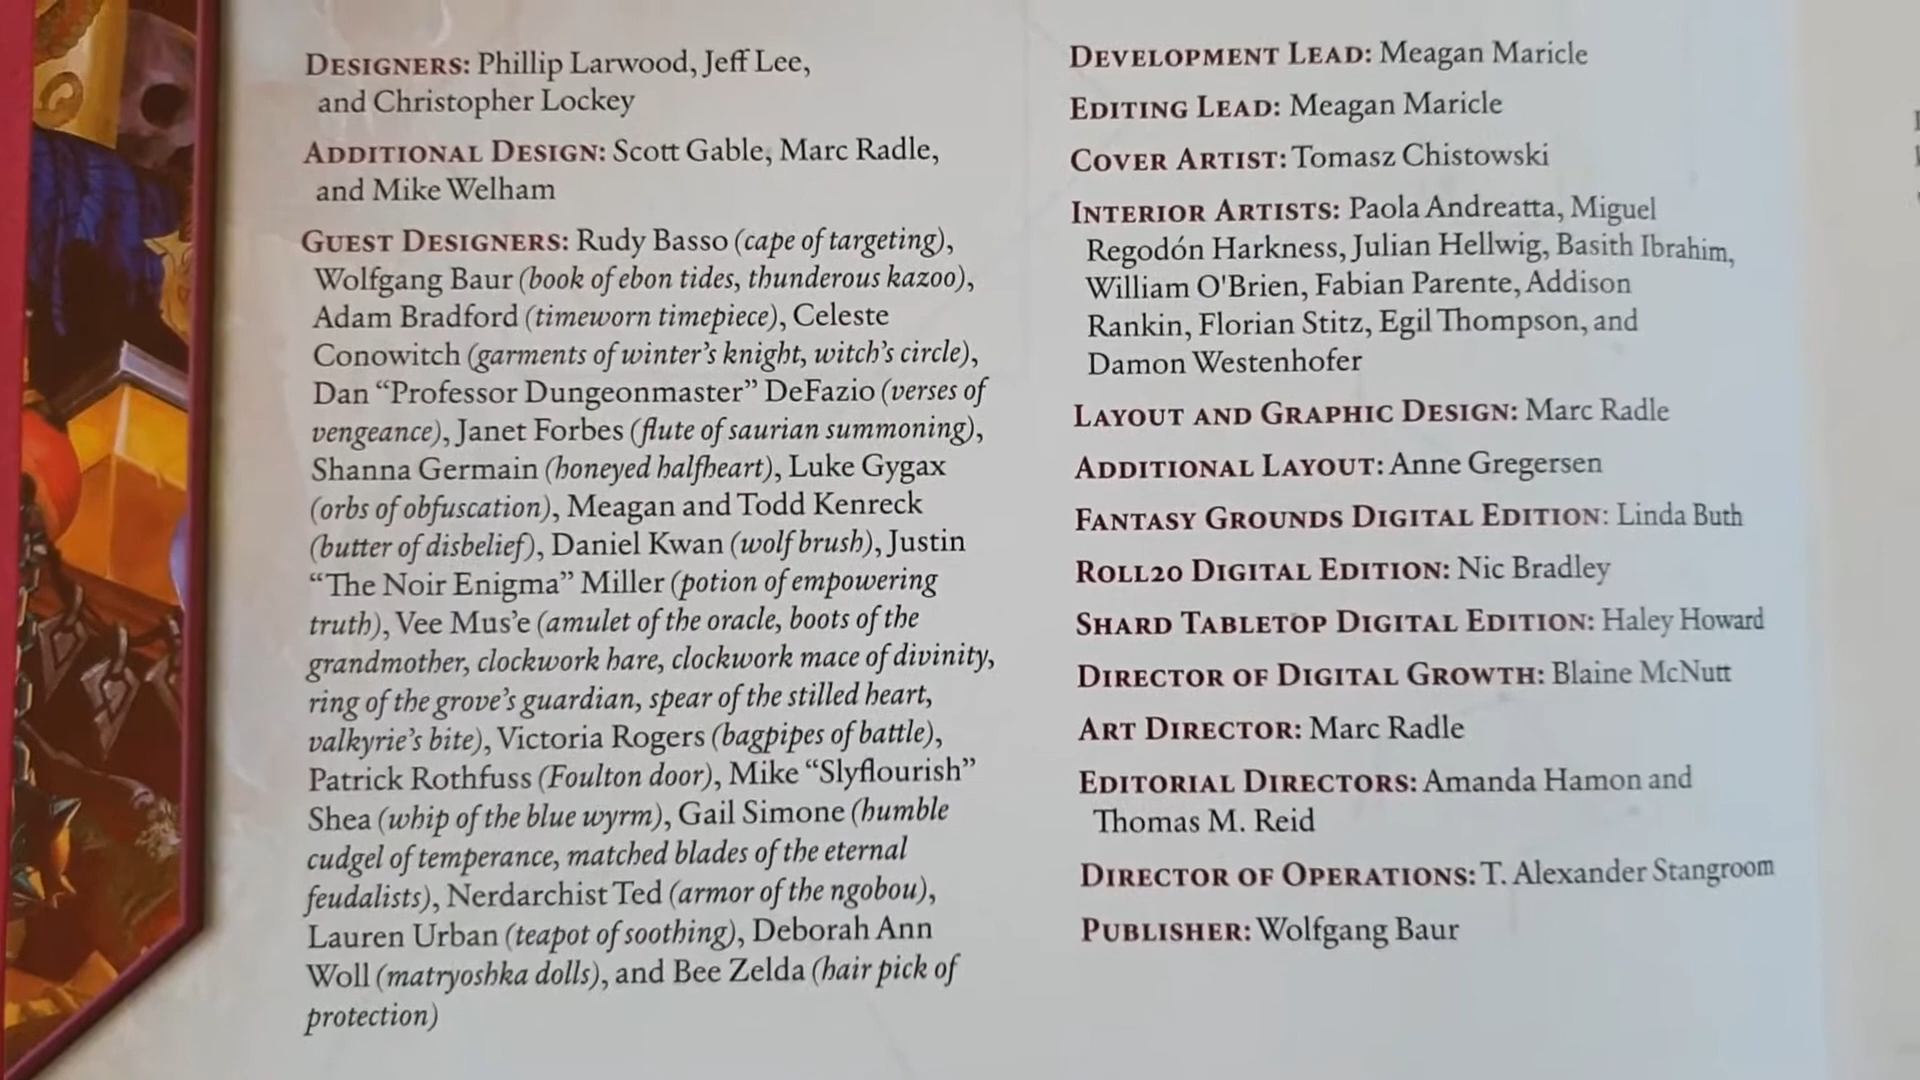 DESIGNERS: Phillip Larwood, Jeff Lee,
and Christopher Lockey
ADDITIONAL DESIGN: Scott Gable, Marc Radle,
and Mike Welham
GUEST DESIGNERS: Rudy Basso (cape of targeting),
Wolfgang Baur (book of ebon tides, thunderous kazoo),
Adam Bradford (timeworn timepiece), Celeste
Conowitch (garments of winter's knight, witch's circle),
Dan “Professor Dungeonmaster” DeFazio (verses of
vengeance), Janet Forbes (flute of saurian summoning),
Shanna Germain (honeyed halfheart), Luke Gygax
(orbs of obfuscation), Meagan and Todd Kenreck
(butter of disbelief), Daniel Kwan (wolf brush), Justin
“The Noir Enigma” Miller (potion of empowering
truth), Vee Mus'e (amulet of the oracle, boots of the
grandmother, clockwork hare, clockwork mace of divinity,
ring of the grove's guardian, spear of the stilled heart,
valkyrie's bite), Victoria Rogers (bagpipes of battle),
Patrick Rothfuss (Foulton door), Mike “Slyflourish”
Shea (whip of the blue wyrm), Gail Simone (humble
cudgel of temperance, matched blades of the eternal
feudalists), Nerdarchist Ted (armor of the ngobou),
Lauren Urban (teapot of soothing), Deborah Ann
Woll (matryoshka dolls), and Bee Zelda (hair pick of
protection)
DEVELOPMENT LEAD: Meagan Maricle
EDITING LEAD: Meagan Maricle
COVER ARTIST: Tomasz Chistowski
INTERIOR ARTISTS: Paola Andreatta, Miguel
Regodón Harkness, Julian Hellwig, Basith Ibrahim,
William O'Brien, Fabian Parente, Addison
Rankin, Florian Stitz, Egil Thompson, and
Damon Westenhofer
LAYOUT AND GRAPHIC DESIGN: Marc Radle
ADDITIONAL LAYOUT: Anne Gregersen
FANTASY GROUNDS DIGITAL EDITION: Linda Buth
ROLL20 DIGITAL EDITION: Nic Bradley
SHARD TABLETOP DIGITAL EDITION: Haley Howard
DIRECTOR OF DIGITAL GROWTH: Blaine McNutt
ART DIRECTOR: Marc Radle
EDITORIAL DIRECTORS: Amanda Hamon and
Thomas M. Reid
DIRECTOR OF OPERATIONS: T. Alexander Stangroom
PUBLISHER: Wolfgang Baur